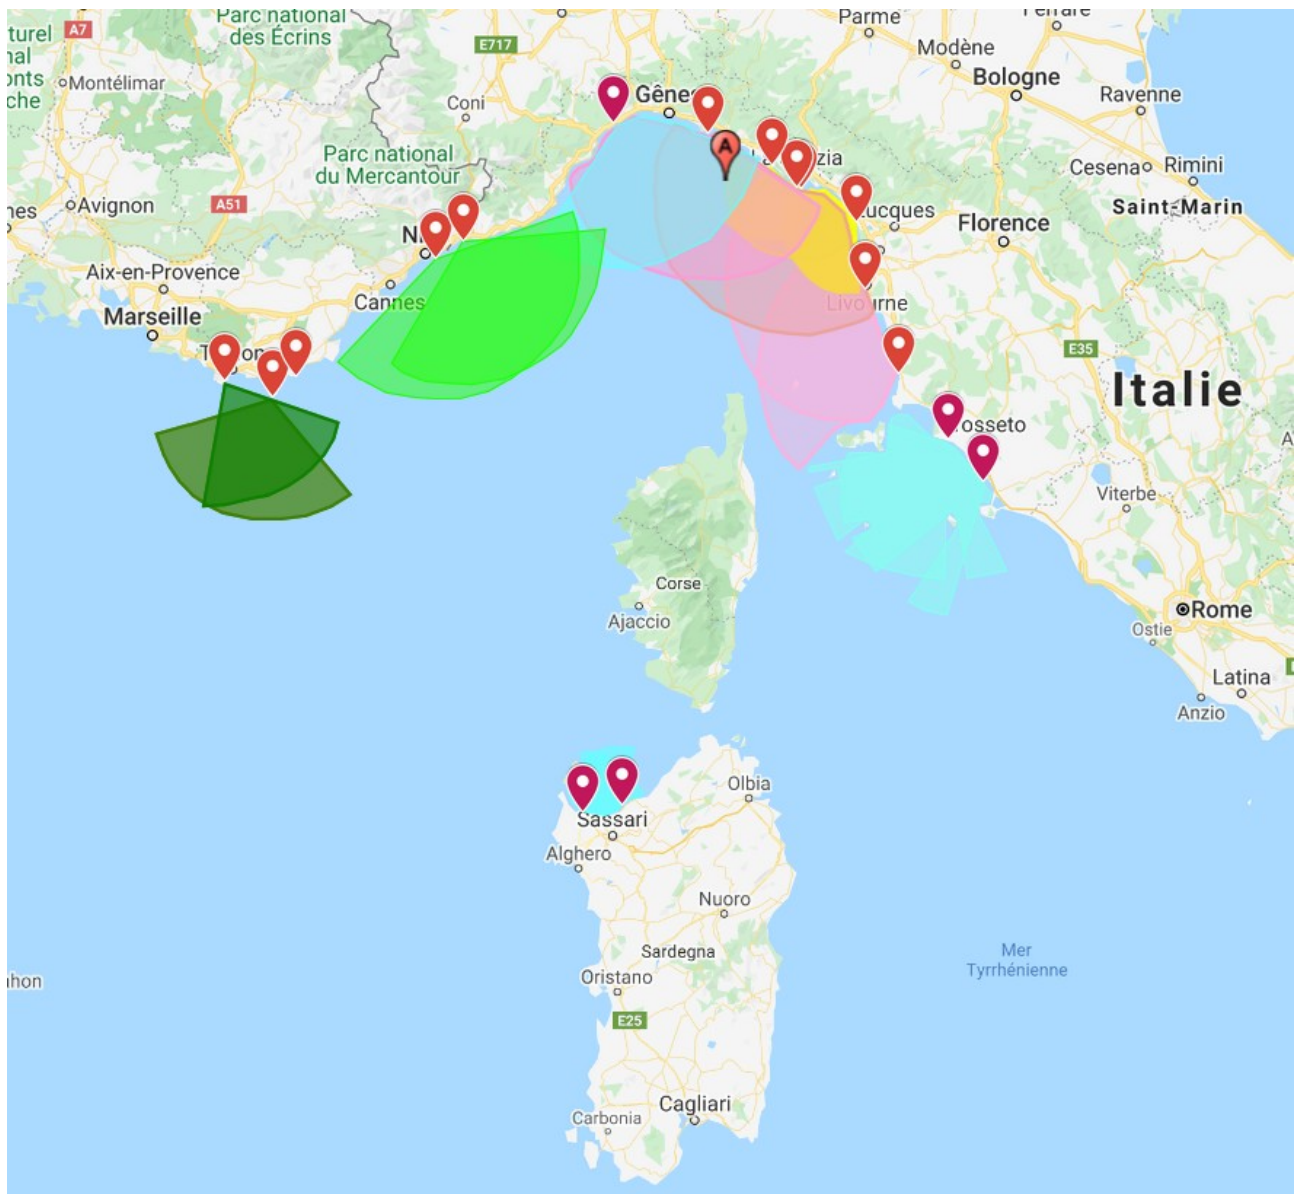 Parc national
des Écrins
A7
Montélimar
E717
Parme
Modène
Bologne
Ravenne
Coni
Parc national
du Mercantour
A
Cesena
Rimini
Saint-Marin
Avignon
A51
Lucques
Florence
Aix-en-Provence
Cannes
Marseille
Livourne
E35
Italie
Viterbe
Corse
Ajaccio
Rome
Ostie
Latina
Anzio
Olbia
Sassari
Alghero
Nuoro
Sardegna
Mer
Tyrrhénienne
Oristano
E25
Cagliari
Carbonia